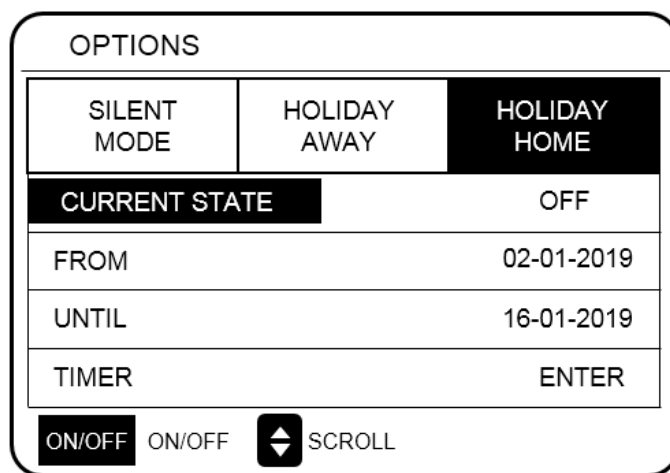 OPTIONS
SILENT MODE
HOLIDAY AWAY
HOLIDAY HOME
CURRENT STATE OFF
FROM 02-01-2019
UNTIL 16-01-2019
TIMER ENTER
ON/OFF ON/OFF SCROLL